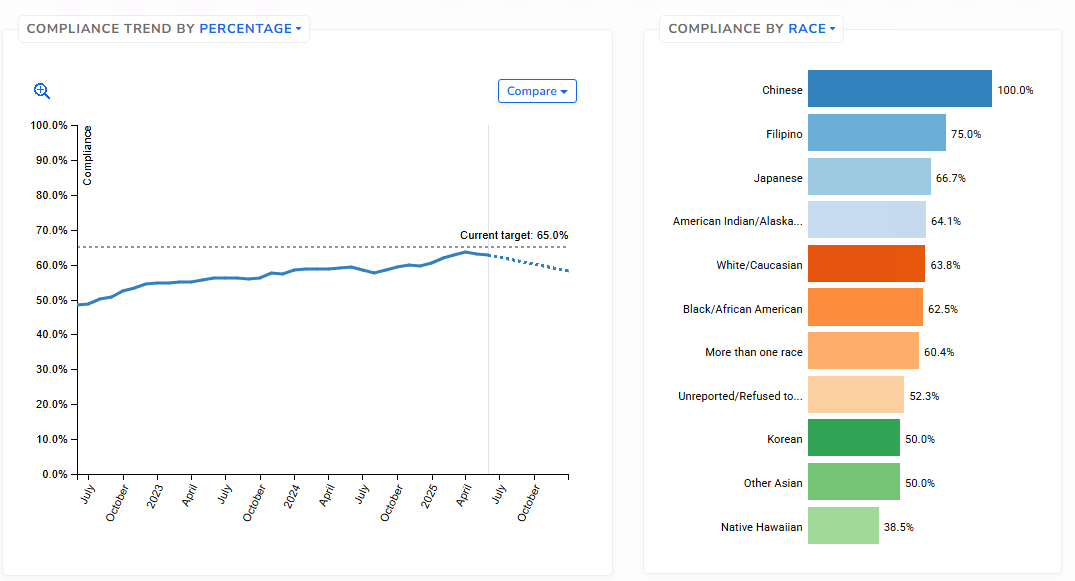 COMPLIANCE TREND BY PERCENTAGE
COMPLIANCE BY RACE
Compare
100.0%
90.0%
80.0%
70.0%
60.0%
50.0%
40.0%
30.0%
20.0%
10.0%
0.0%
Compliance
Current target: 65.0%
July
October
2023
April
July
October
2024
April
July
October
2025
April
July
October
Chinese 100.0%
Filipino 75.0%
Japanese 66.7%
American Indian/Alaska... 64.1%
White/Caucasian 63.8%
Black/African American 62.5%
More than one race 60.4%
Unreported/Refused to... 52.3%
Korean 50.0%
Other Asian 50.0%
Native Hawaiian 38.5%